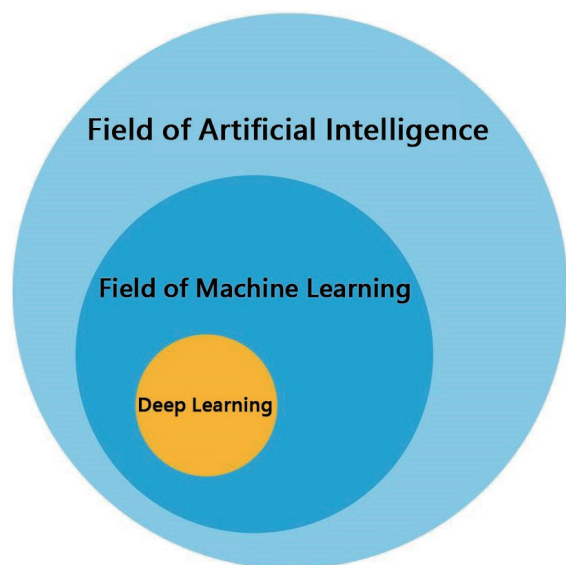 Field of Artificial Intelligence
Field of Machine Learning
Deep Learning